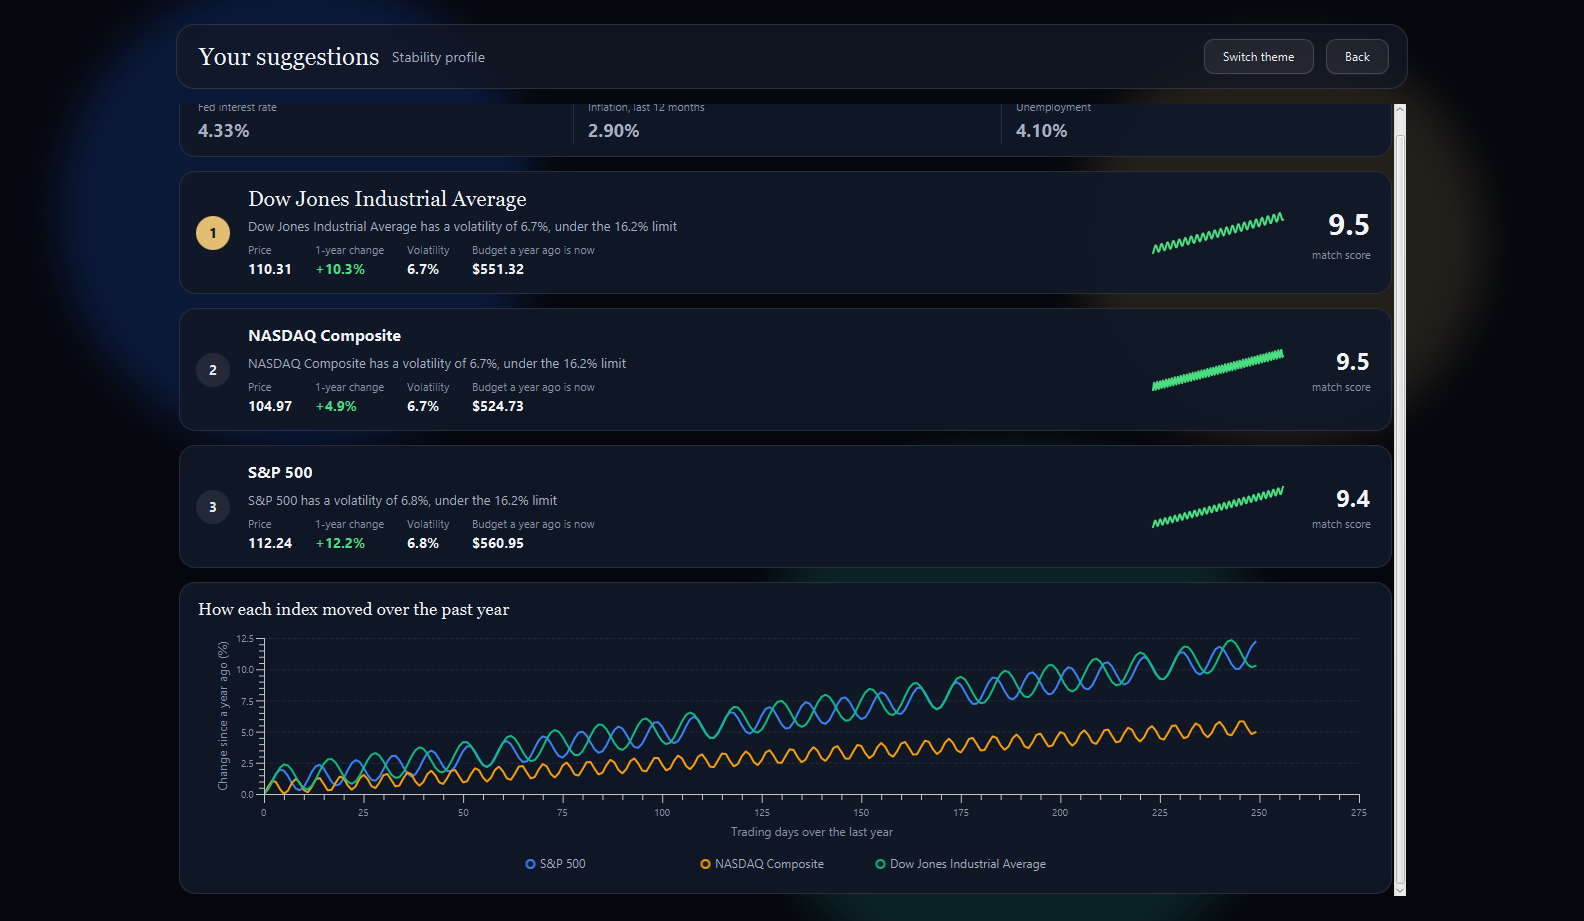 Your suggestions Stability profile
Switch theme
Back
Fed interest rate
4.33%
Inflation, last 12 months
2.90%
Unemployment
4.10%
1
Dow Jones Industrial Average
Dow Jones Industrial Average has a volatility of 6.7%, under the 16.2% limit
Price 1-year change Volatility Budget a year ago is now
110.31 +10.3% 6.7% $551.32
9.5
match score
2
NASDAQ Composite
NASDAQ Composite has a volatility of 6.7%, under the 16.2% limit
Price 1-year change Volatility Budget a year ago is now
104.97 +4.9% 6.7% $524.73
9.5
match score
3
S&P 500
S&P 500 has a volatility of 6.8%, under the 16.2% limit
Price 1-year change Volatility Budget a year ago is now
112.24 +12.2% 6.8% $560.95
9.4
match score
How each index moved over the past year
Change since a year ago (%)
12.5
10.0
7.5
5.0
2.5
0.0
0 25 50 75 100 125 150 175 200 225 250 275
Trading days over the last year
S&P 500 NASDAQ Composite Dow Jones Industrial Average